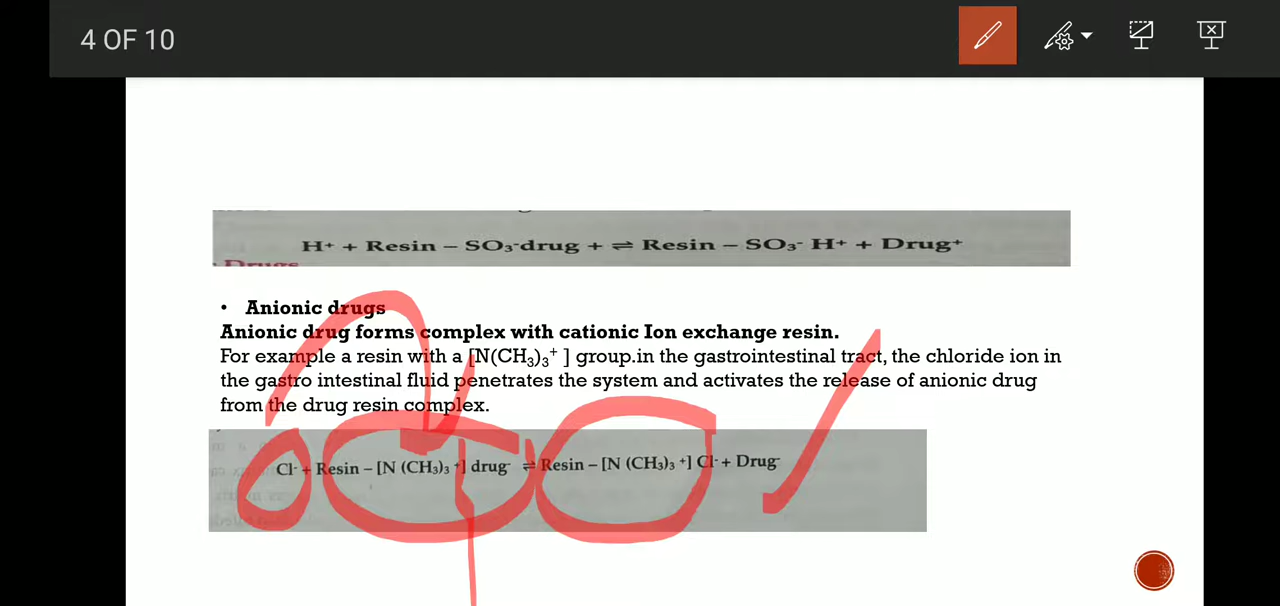 4 OF 10
H⁺ + Resin – SO₃⁻drug + ⇌ Resin – SO₃⁻ H⁺ + Drug⁺
Drugs
• Anionic drugs
Anionic drug forms complex with cationic Ion exchange resin.
For example a resin with a [N(CH₃)₃⁺ ] group.in the gastrointestinal tract, the chloride ion in
the gastro intestinal fluid penetrates the system and activates the release of anionic drug
from the drug resin complex.
Cl⁻ + Resin – [N (CH₃)₃ ⁺] drug⁻ ⇌ Resin – [N (CH₃)₃ ⁺] Cl⁻ + Drug⁻